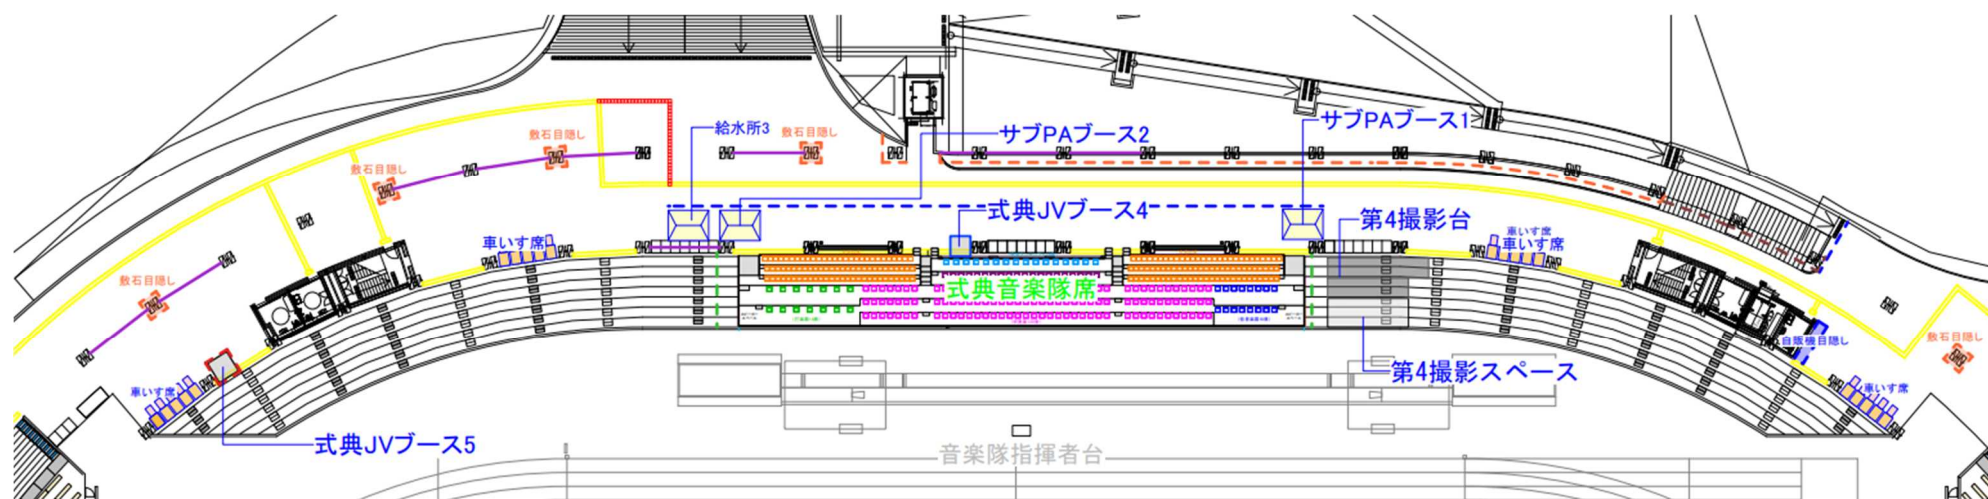 給水所3
敷石目隠し
敷石目隠し
サブPAブース2
サブPAブース1
敷石目隠し
式典JVブース4
第4撮影台
車いす席
車いす席
車いす席
敷石目隠し
式典音楽隊席
自販機目隠し
敷石目隠し
第4撮影スペース
車いす席
車いす席
式典JVブース5
音楽隊指揮者台